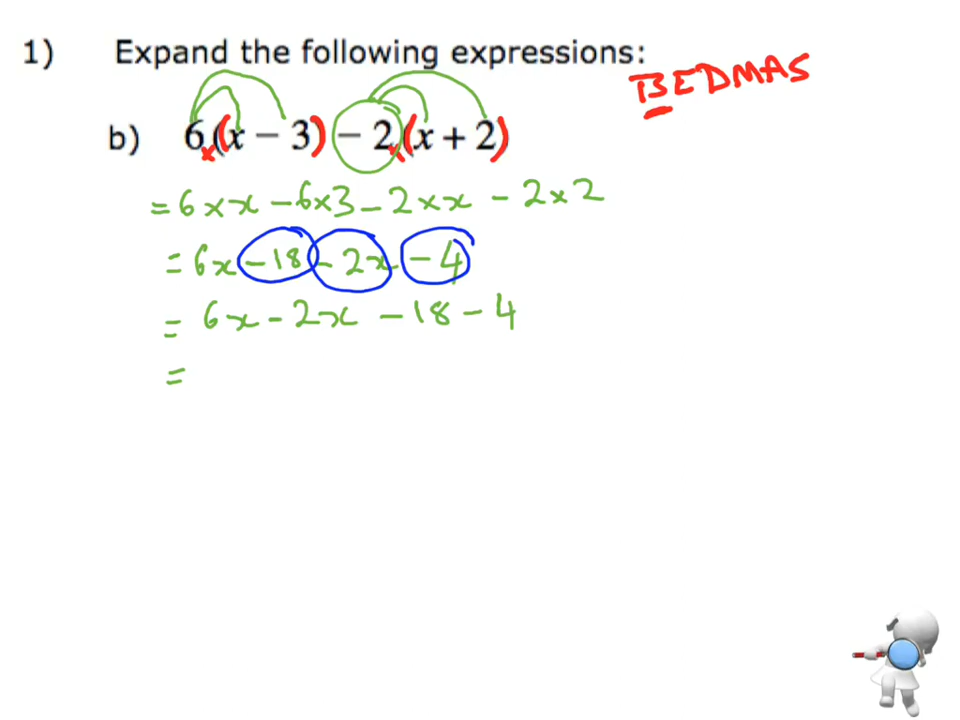 1) Expand the following expressions:
BEDMAS
b) 6(x − 3) − 2(x + 2)
= 6 × x − 6 × 3 − 2 × x − 2 × 2
= 6x − 18 − 2x − 4
= 6x − 2x − 18 − 4
=